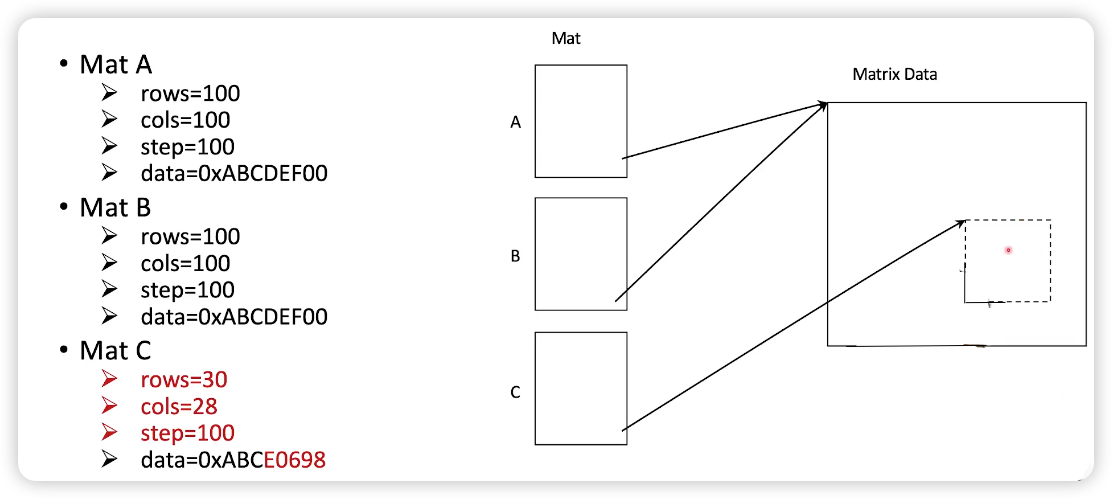 • Mat A
➢ rows=100
➢ cols=100
➢ step=100
➢ data=0xABCDEF00
• Mat B
➢ rows=100
➢ cols=100
➢ step=100
➢ data=0xABCDEF00
• Mat C
➢ rows=30
➢ cols=28
➢ step=100
➢ data=0xABCE0698
Mat
Matrix Data
A
B
C